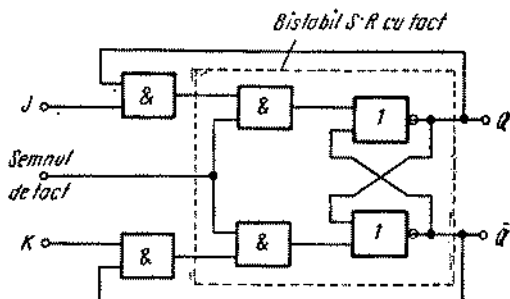 Bistabil S-R cu tact
&
&
1
J
Q
Semnul
de tact
K
&
&
1
Q̄